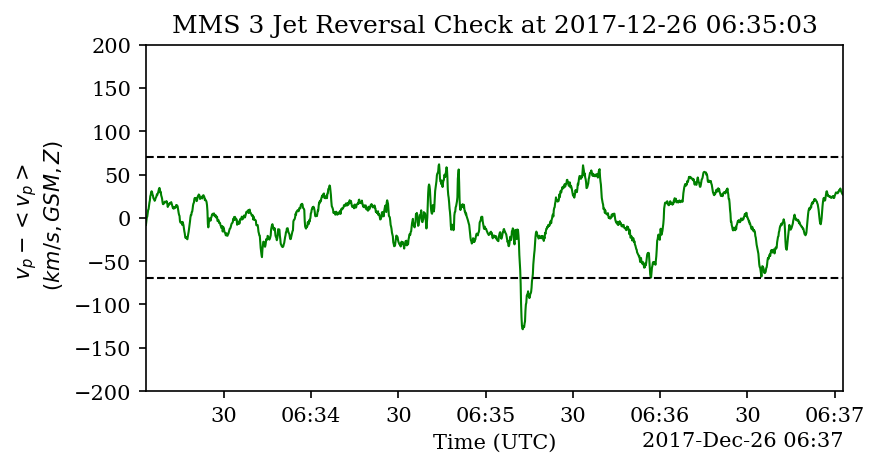 MMS 3 Jet Reversal Check at 2017-12-26 06:35:03
v_p - < v_p >
(km/s, GSM, Z)
200
150
100
50
0
−50
−100
−150
−200
30 06:34 30 06:35 30 06:36 30 06:37
Time (UTC) 2017-Dec-26 06:37